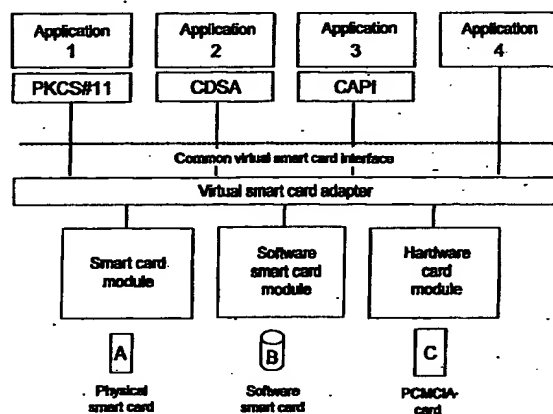 Application 1
Application 2
Application 3
Application 4
PKCS#11
CDSA
CAPI
Common virtual smart card interface
Virtual smart card adapter
Smart card module
Software smart card module
Hardware card module
A
B
C
Physical smart card
Software smart card
PCMCIA-card